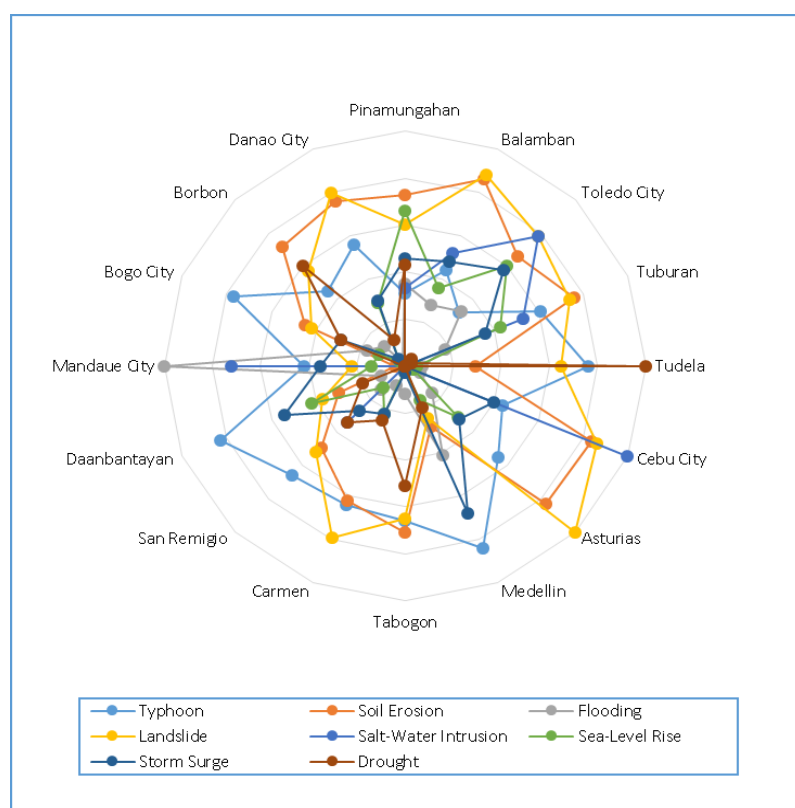 Pinamungahan
Danao City
Balamban
Borbon
Toledo City
Bogo City
Tuburan
Mandaue City
Tudela
Daanbantayan
Cebu City
San Remigio
Asturias
Carmen
Medellin
Tabogon
Typhoon
Soil Erosion
Flooding
Landslide
Salt-Water Intrusion
Sea-Level Rise
Storm Surge
Drought